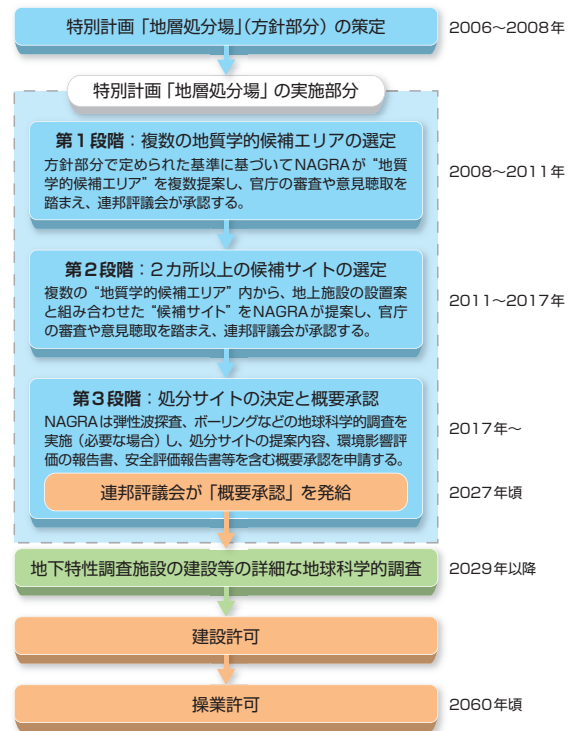 特別計画「地層処分場」（方針部分）の策定
2006〜2008年
特別計画「地層処分場」の実施部分
第1段階：複数の地質学的候補エリアの選定
方針部分で定められた基準に基づいてNAGRAが“地質
学的候補エリア”を複数提案し、官庁の審査や意見聴取を
踏まえ、連邦評議会が承認する。
2008〜2011年
第2段階：2カ所以上の候補サイトの選定
複数の“地質学的候補エリア”内から、地上施設の設置案
と組み合わせた“候補サイト”をNAGRAが提案し、官庁
の審査や意見聴取を踏まえ、連邦評議会が承認する。
2011〜2017年
第3段階：処分サイトの決定と概要承認
NAGRAは弾性波探査、ボーリングなどの地球科学的調査を
実施（必要な場合）し、処分サイトの提案内容、環境影響評
価の報告書、安全評価報告書等を含む概要承認を申請する。
2017年〜
連邦評議会が「概要承認」を発給
2027年頃
地下特性調査施設の建設等の詳細な地球科学的調査
2029年以降
建設許可
操業許可
2060年頃